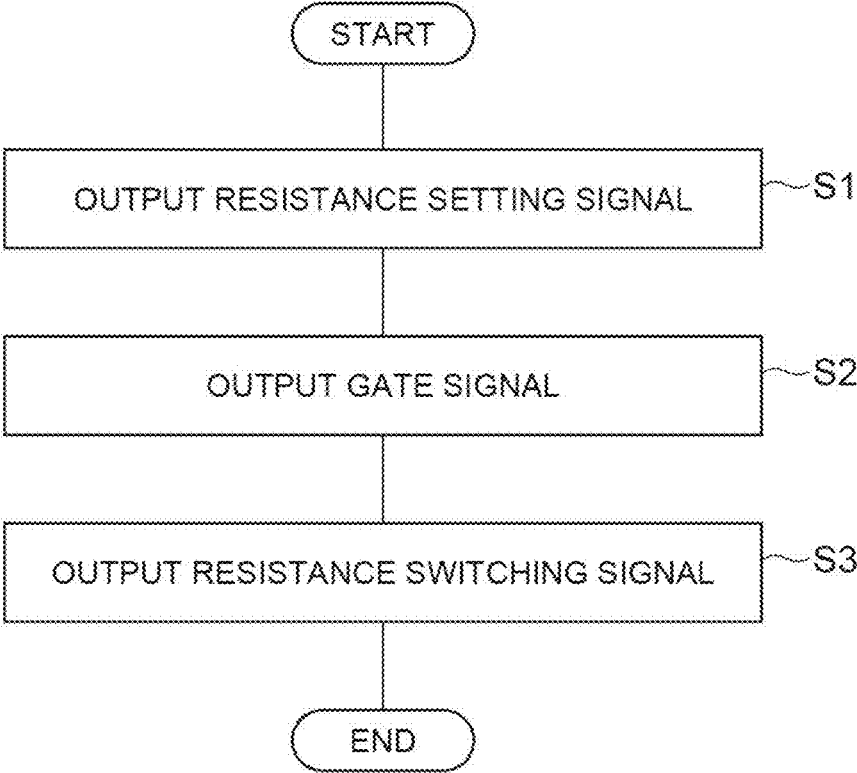 START
OUTPUT RESISTANCE SETTING SIGNAL
S1
OUTPUT GATE SIGNAL
S2
OUTPUT RESISTANCE SWITCHING SIGNAL
S3
END